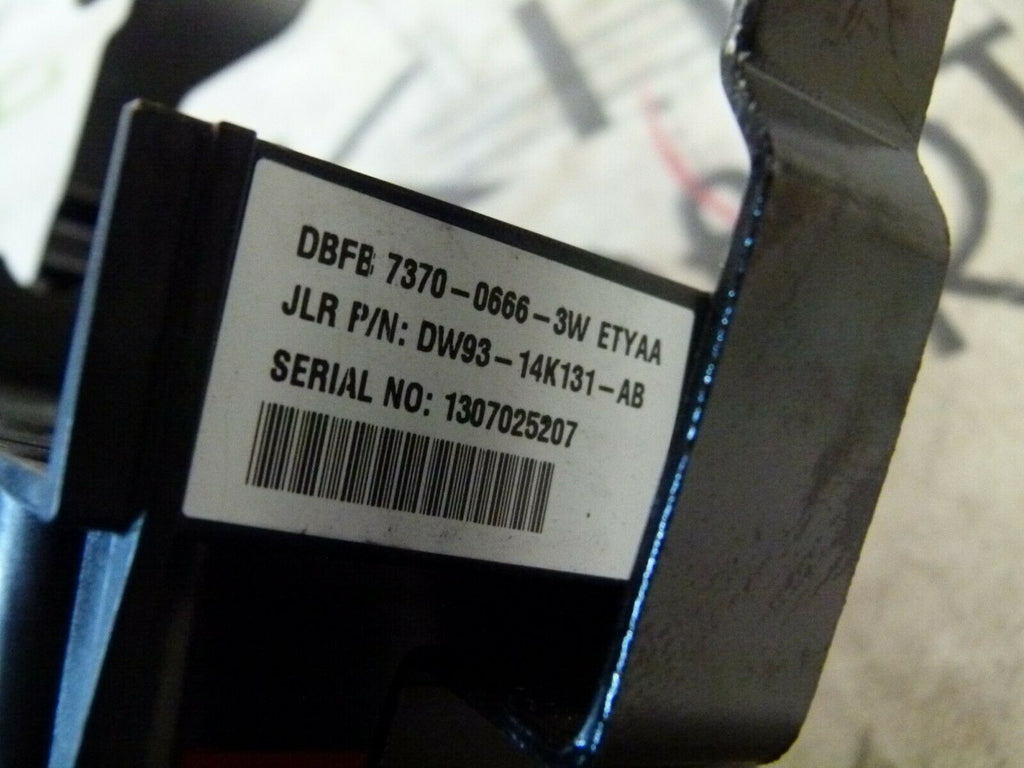 DBFB 7370-0666-3W ETYAA
JLR P/N: DW93-14K131-AB
SERIAL NO: 1307025207